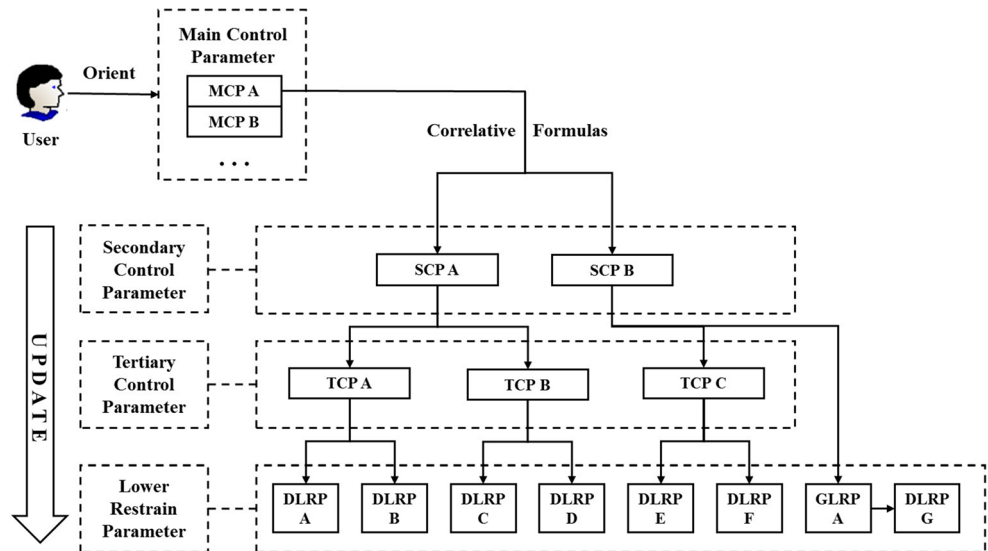 Main Control
Parameter
Orient
MCP A
MCP B
User
...
Correlative Formulas
Secondary
Control
Parameter
SCP A
SCP B
UPDATE
Tertiary
Control
Parameter
TCP A
TCP B
TCP C
Lower
Restrain
Parameter
DLRP
A
DLRP
B
DLRP
C
DLRP
D
DLRP
E
DLRP
F
GLRP
A
DLRP
G